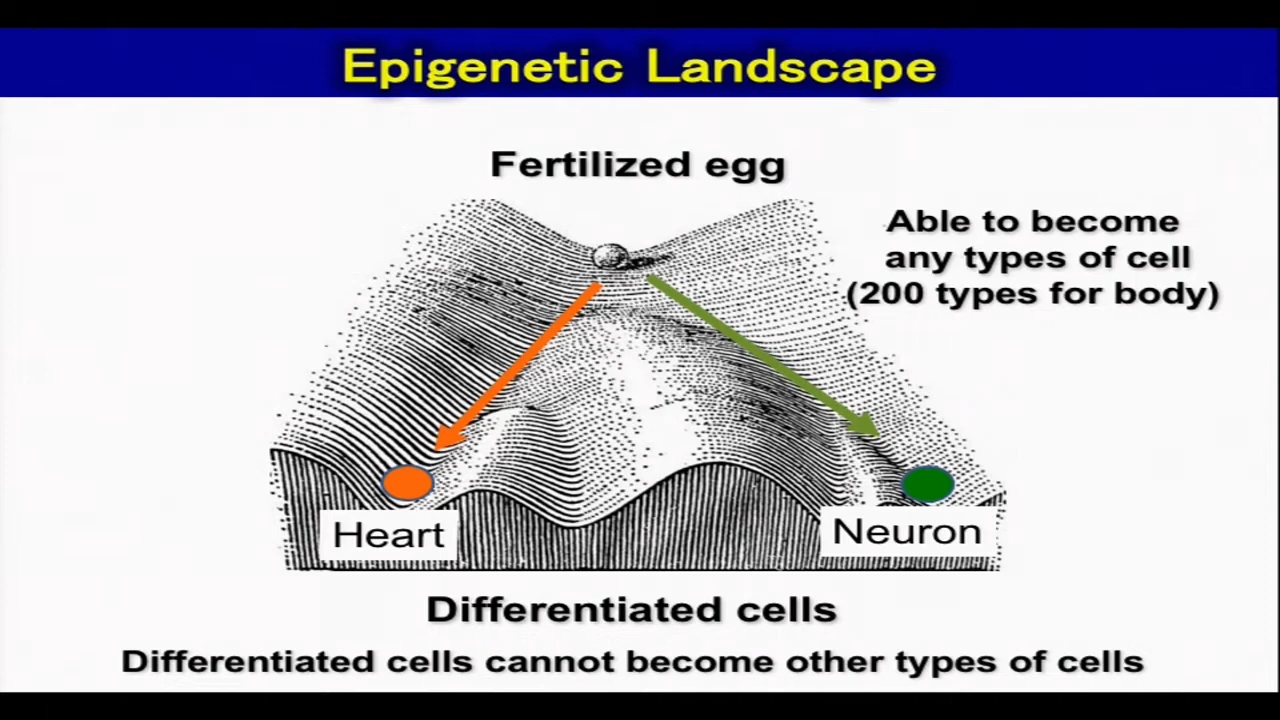 Epigenetic Landscape
Fertilized egg
Able to become
any types of cell
(200 types for body)
Heart
Neuron
Differentiated cells
Differentiated cells cannot become other types of cells